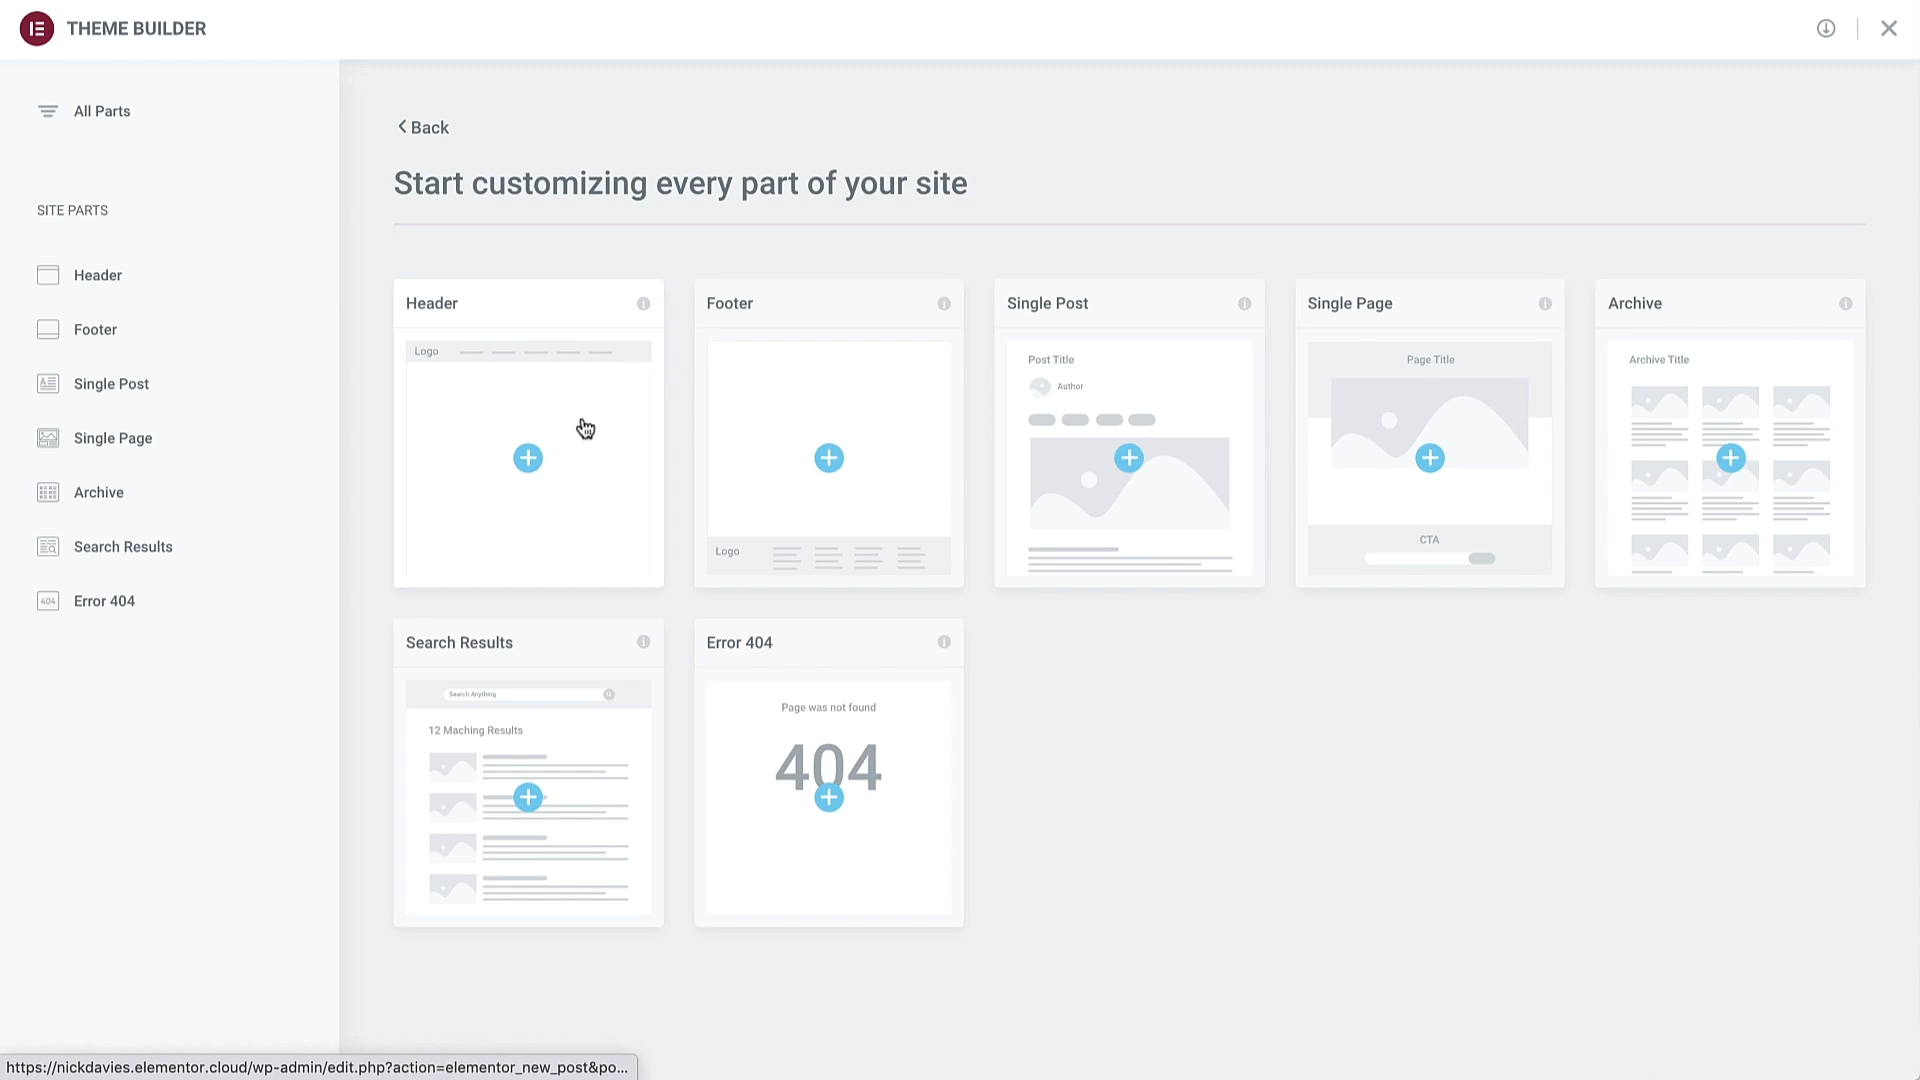 THEME BUILDER
All Parts
SITE PARTS
Header
Footer
Single Post
Single Page
Archive
Search Results
404 Error 404
Back
Start customizing every part of your site
Header
Logo
Footer
Logo
Single Post
Post Title
Author
Single Page
Page Title
CTA
Archive
Archive Title
Search Results
Search Anything
12 Maching Results
Error 404
Page was not found
404
https://nickdavies.elementor.cloud/wp-admin/edit.php?action=elementor_new_post&po...